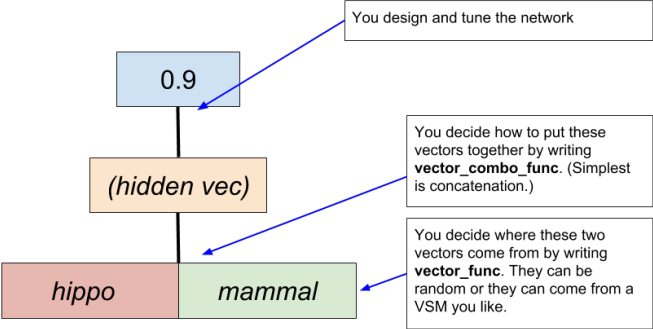 You design and tune the network
0.9
You decide how to put these
vectors together by writing
vector_combo_func. (Simplest
is concatenation.)
(hidden vec)
You decide where these two
vectors come from by writing
vector_func. They can be
random or they can come from a
VSM you like.
hippo
mammal